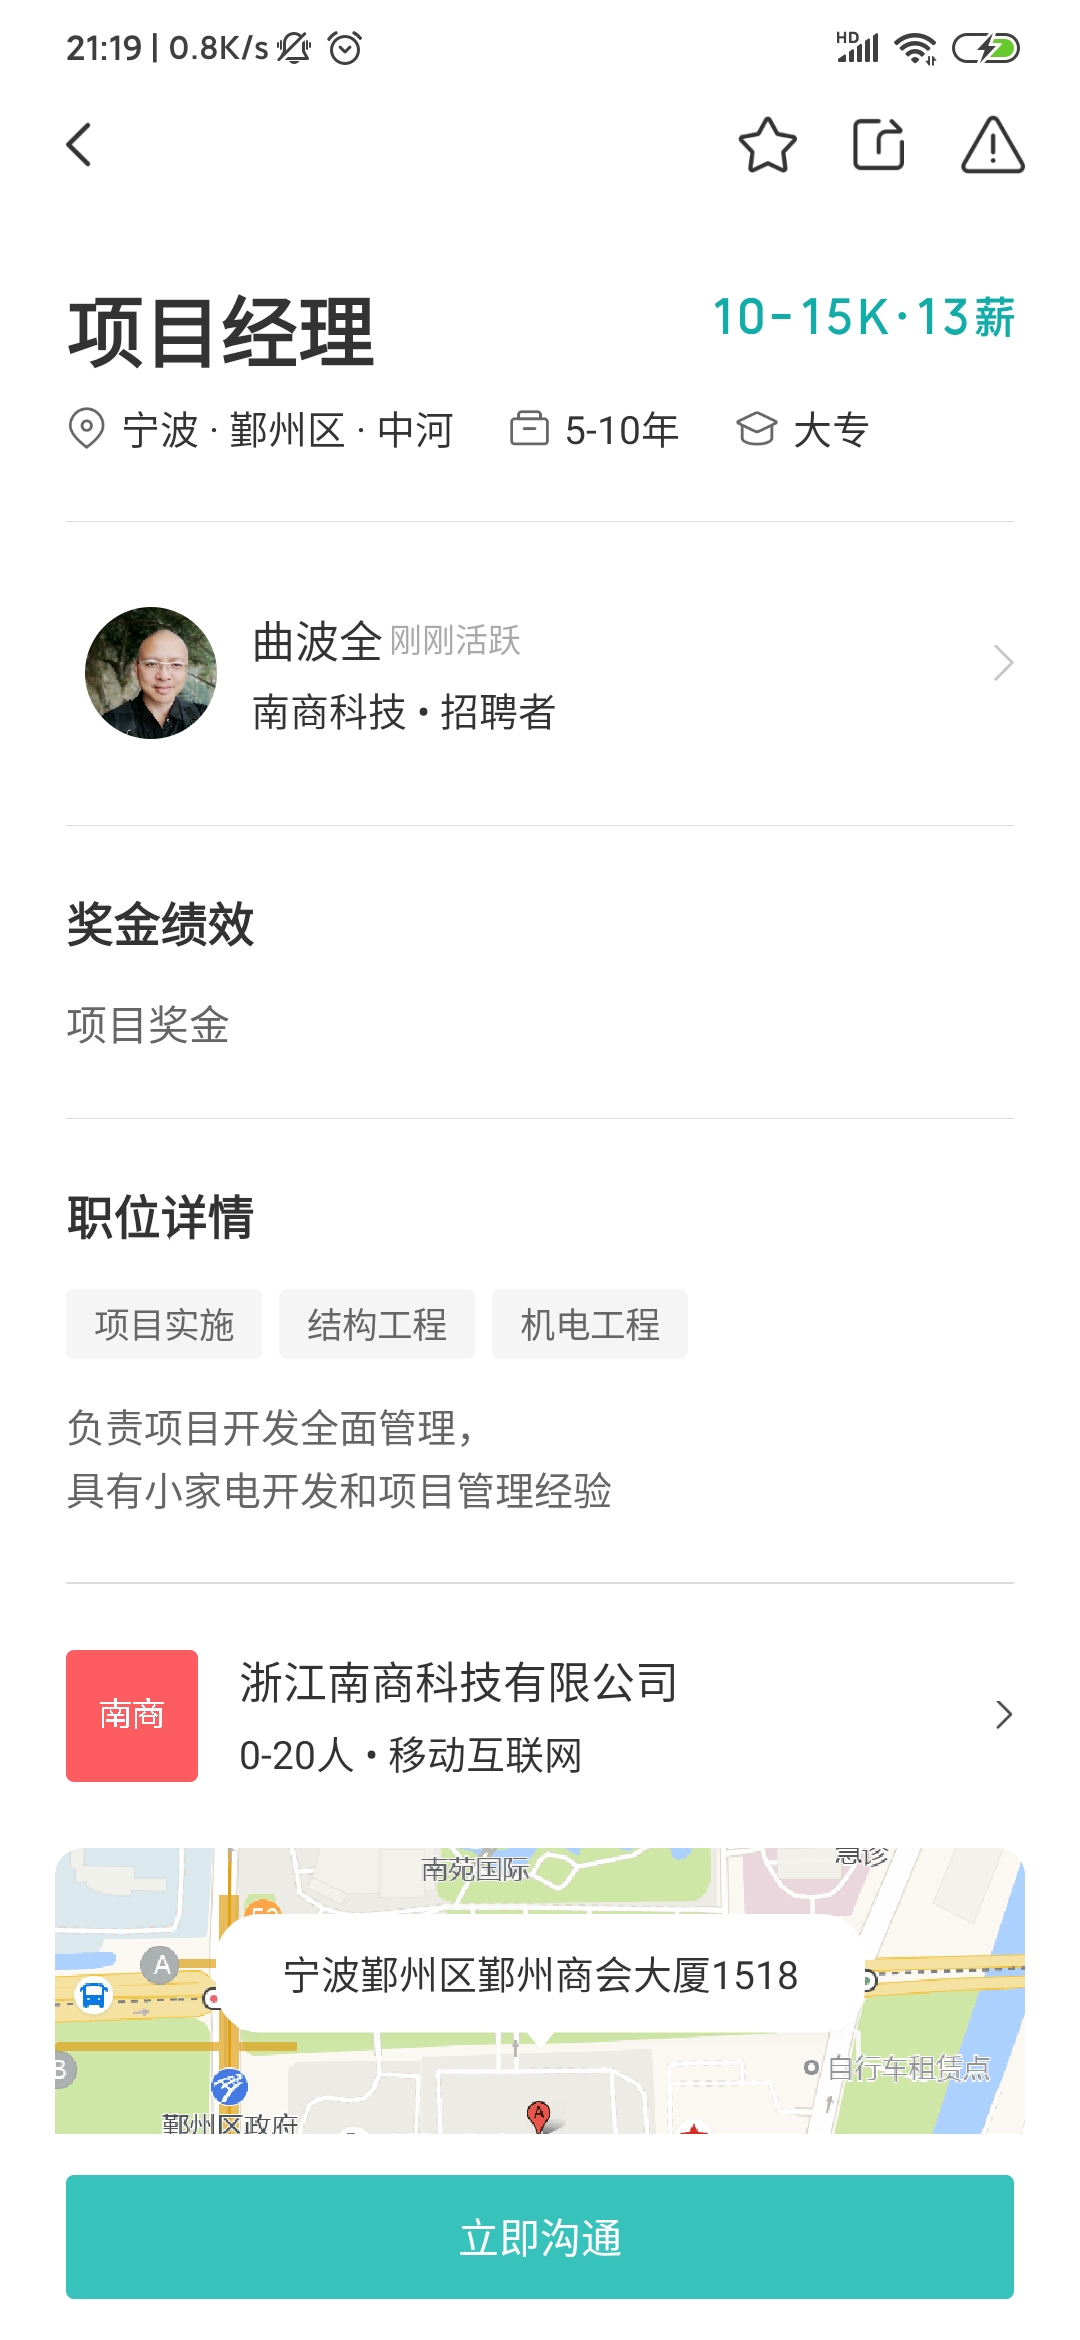 21:19 | 0.8K/s
HD
项目经理
10-15K·13薪
宁波 · 鄞州区 · 中河
5-10年
大专
曲波全 刚刚活跃
南商科技 • 招聘者
奖金绩效
项目奖金
职位详情
项目实施
结构工程
机电工程
负责项目开发全面管理，
具有小家电开发和项目管理经验
南商
浙江南商科技有限公司
0-20人 • 移动互联网
急诊
南苑国际
A
宁波鄞州区鄞州商会大厦1518
B
自行车租赁点
A
鄞州区政府
立即沟通